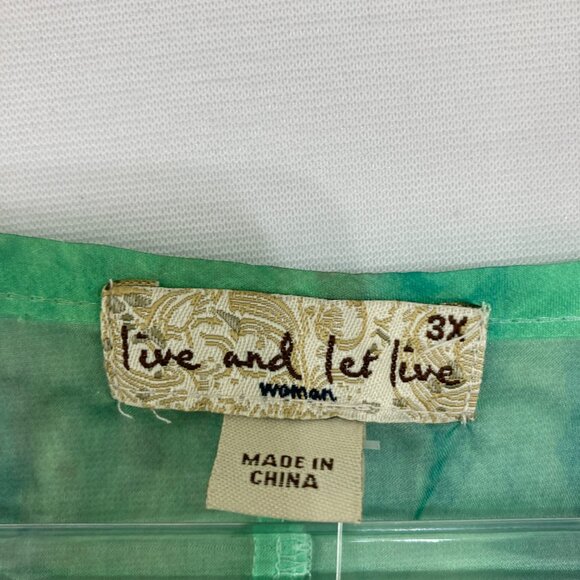 3X
live and let live
woman
MADE IN
CHINA